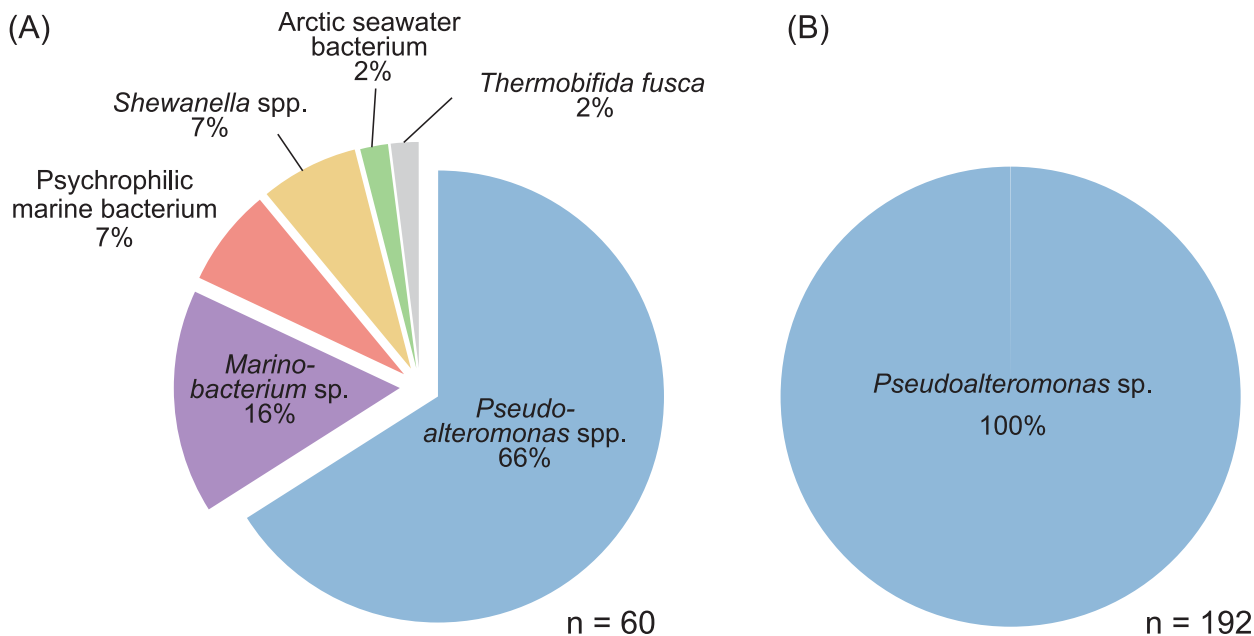 (A)
Arctic seawater
bacterium
2%
Thermobifida fusca
2%
Shewanella spp.
7%
Psychrophilic
marine bacterium
7%
Marino-
bacterium sp.
16%
Pseudo-
alteromonas spp.
66%
n = 60
(B)
Pseudoalteromonas sp.
100%
n = 192